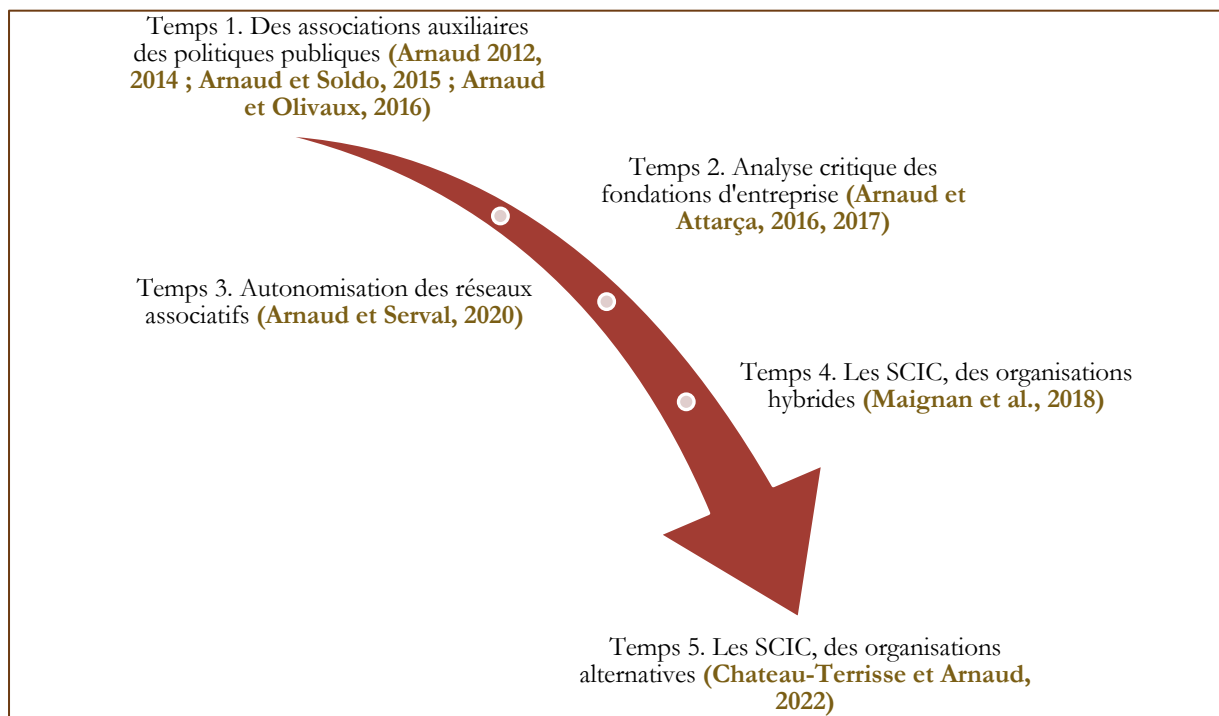 Temps 1. Des associations auxiliaires
des politiques publiques (Arnaud 2012,
2014 ; Arnaud et Soldo, 2015 ; Arnaud
et Olivaux, 2016)
Temps 2. Analyse critique des
fondations d'entreprise (Arnaud et
Attarça, 2016, 2017)
Temps 3. Autonomisation des réseaux
associatifs (Arnaud et Serval, 2020)
Temps 4. Les SCIC, des organisations
hybrides (Maignan et al., 2018)
Temps 5. Les SCIC, des organisations
alternatives (Chateau-Terrisse et Arnaud,
2022)